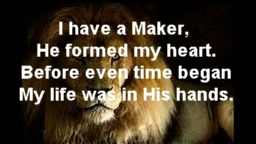 I have a Maker,
He formed my heart.
Before even time began
My life was in His hands.